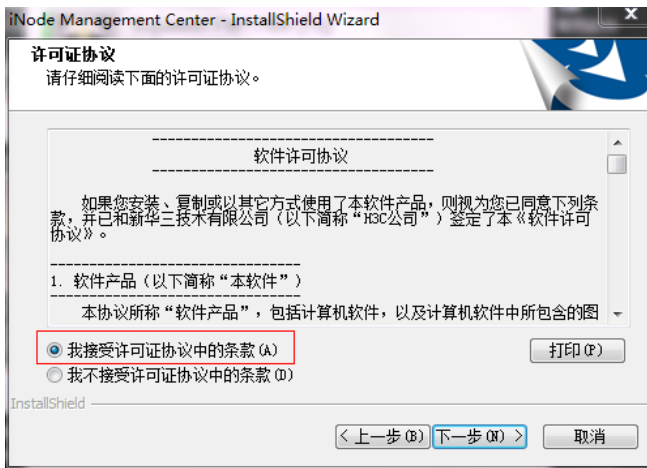 iNode Management Center - InstallShield Wizard
许可证协议
请仔细阅读下面的许可证协议。
------------------------------------
软件许可协议
------------------------------------
如果您安装、复制或以其它方式使用了本软件产品，则视为您已同意下列条
款，并已和新华三技术有限公司（以下简称“H3C公司”）签定了本《软件许可
协议》。
--------------------------------
1. 软件产品（以下简称“本软件”）
--------------------------------
本协议所称“软件产品”，包括计算机软件，以及计算机软件中所包含的图
我接受许可证协议中的条款(A)
打印(P)
我不接受许可证协议中的条款(D)
InstallShield
< 上一步(B)
下一步(N) >
取消